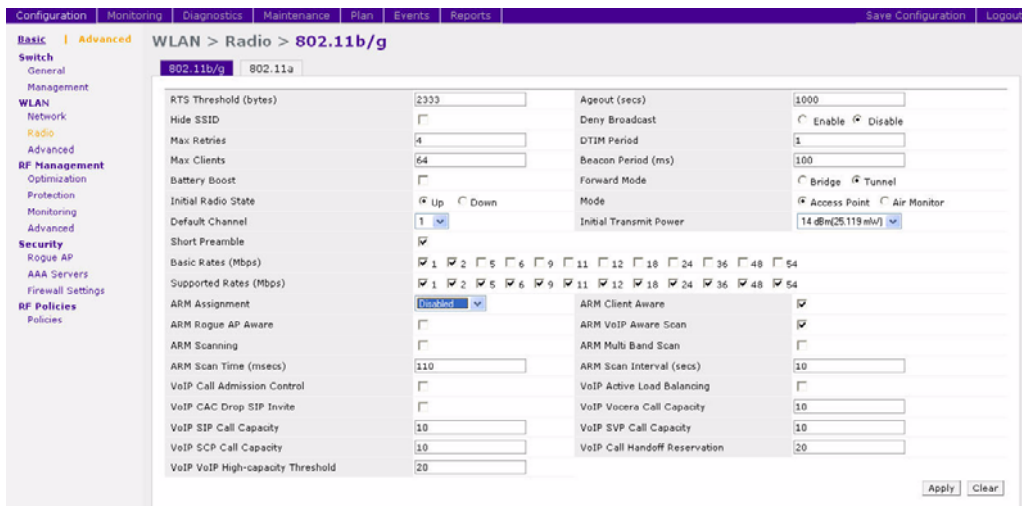 Configuration Monitoring Diagnostics Maintenance Plan Events Reports Save Configuration Logout
Basic | Advanced
Switch
General
Management
WLAN
Network
Radio
Advanced
RF Management
Optimization
Protection
Monitoring
Advanced
Security
Rogue AP
AAA Servers
Firewall Settings
RF Policies
Policies
WLAN > Radio > 802.11b/g
802.11b/g 802.11a
RTS Threshold (bytes) 2333 Ageout (secs) 1000
Hide SSID Deny Broadcast Enable Disable
Max Retries 4 DTIM Period 1
Max Clients 64 Beacon Period (ms) 100
Battery Boost Forward Mode Bridge Tunnel
Initial Radio State Up Down Mode Access Point Air Monitor
Default Channel 1 Initial Transmit Power 14 dBm(25.119 mW)
Short Preamble
Basic Rates (Mbps) 1 2 5 6 9 11 12 18 24 36 48 54
Supported Rates (Mbps) 1 2 5 6 9 11 12 18 24 36 48 54
ARM Assignment Disabled ARM Client Aware
ARM Rogue AP Aware ARM VoIP Aware Scan
ARM Scanning ARM Multi Band Scan
ARM Scan Time (msecs) 110 ARM Scan Interval (secs) 10
VoIP Call Admission Control VoIP Active Load Balancing
VoIP CAC Drop SIP Invite VoIP Vocera Call Capacity 10
VoIP SIP Call Capacity 10 VoIP SVP Call Capacity 10
VoIP SCP Call Capacity 10 VoIP Call Handoff Reservation 20
VoIP VoIP High-capacity Threshold 20
Apply Clear